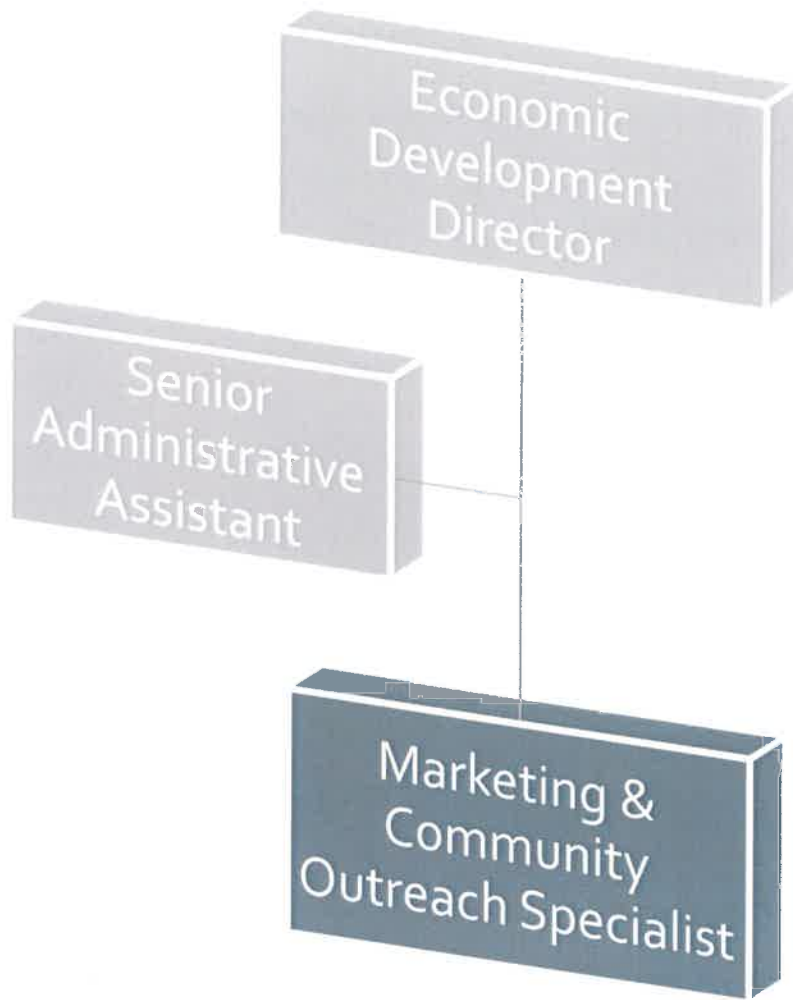 Economic
Development
Director
Senior
Administrative
Assistant
Marketing &
Community
Outreach Specialist